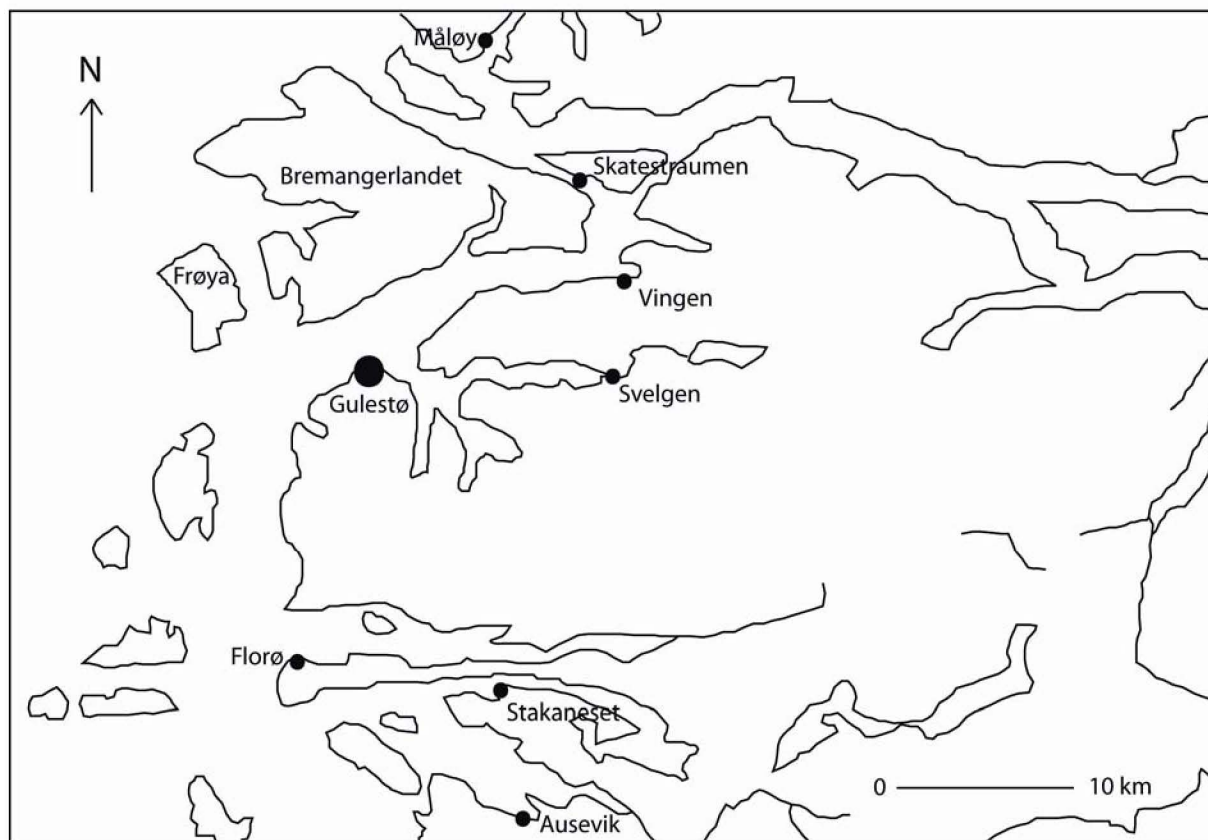 Måløy
N
Skatestraumen
Bremangerlandet
Frøya
Vingen
Svelgen
Gulestø
Florø
Stakaneset
0 10 km
Ausevik